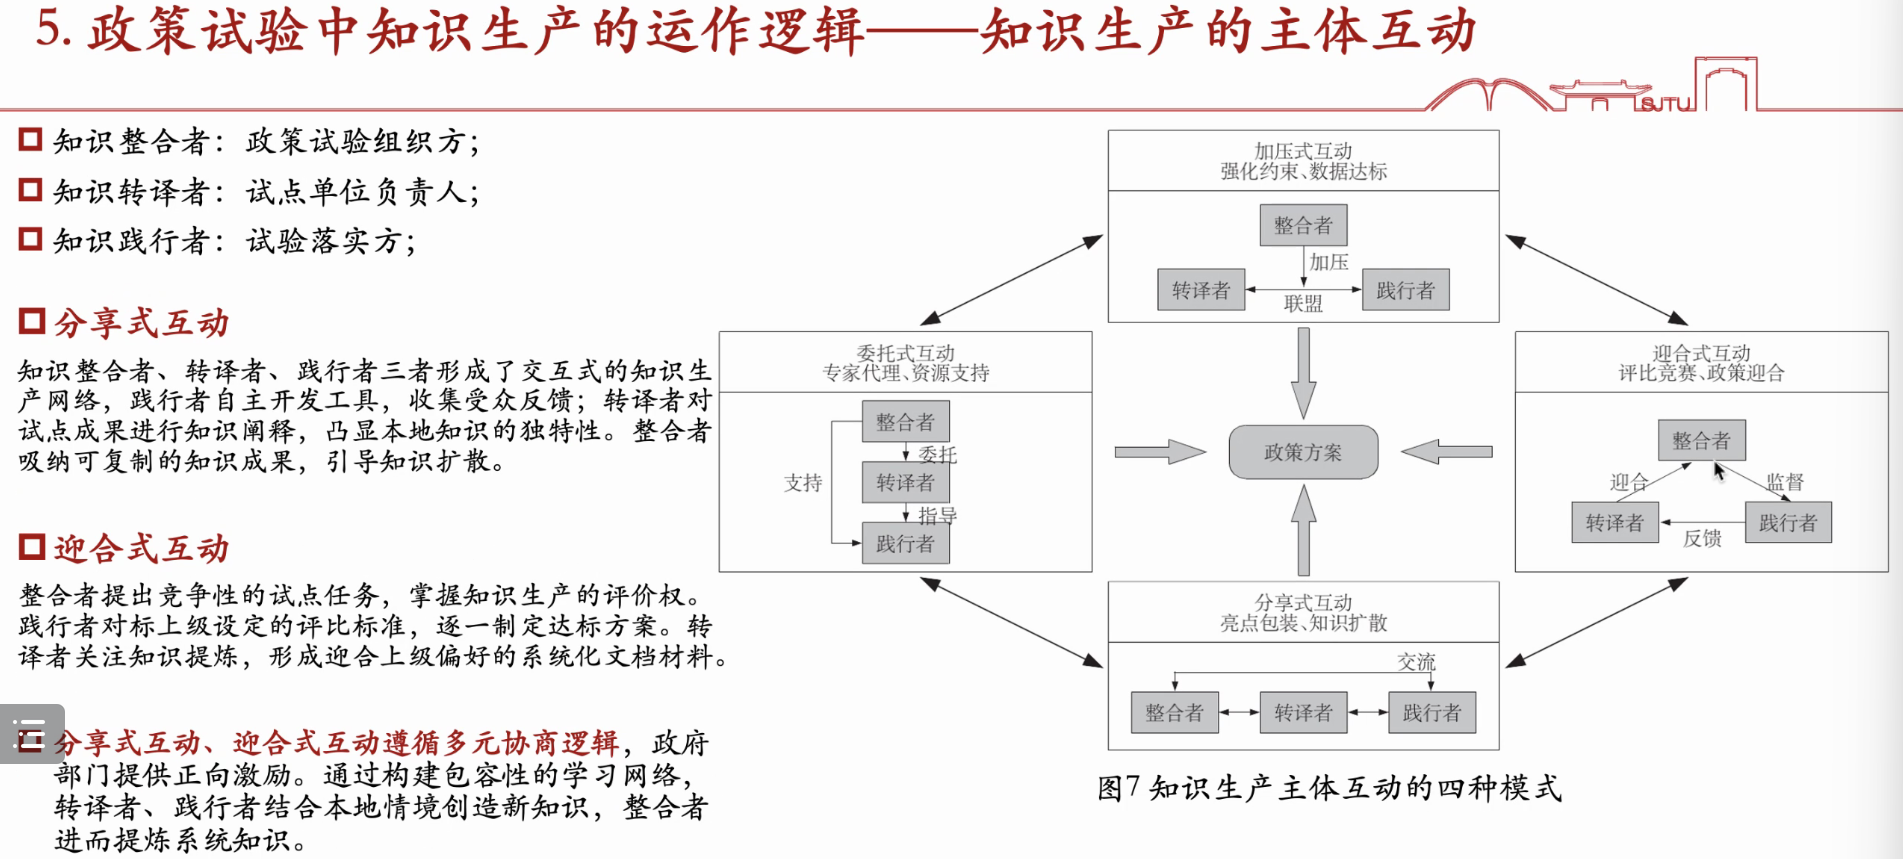 5. 政策试验中知识生产的运作逻辑——知识生产的主体互动
SJTU
知识整合者：政策试验组织方；
知识转译者：试点单位负责人；
知识践行者：试验落实方；
分享式互动
知识整合者、转译者、践行者三者形成了交互式的知识生
产网络，践行者自主开发工具，收集受众反馈；转译者对
试点成果进行知识阐释，凸显本地知识的独特性。整合者
吸纳可复制的知识成果，引导知识扩散。
迎合式互动
整合者提出竞争性的试点任务，掌握知识生产的评价权。
践行者对标上级设定的评比标准，逐一制定达标方案。转
译者关注知识提炼，形成迎合上级偏好的系统化文档材料。
分享式互动、迎合式互动遵循多元协商逻辑，政府
部门提供正向激励。通过构建包容性的学习网络，
转译者、践行者结合本地情境创造新知识，整合者
进而提炼系统知识。
加压式互动
强化约束、数据达标
整合者
加压
转译者
践行者
联盟
委托式互动
专家代理、资源支持
整合者
委托
支持
转译者
指导
践行者
政策方案
迎合式互动
评比竞赛、政策迎合
整合者
迎合
监督
转译者
践行者
反馈
分享式互动
亮点包装、知识扩散
交流
整合者
转译者
践行者
图7 知识生产主体互动的四种模式